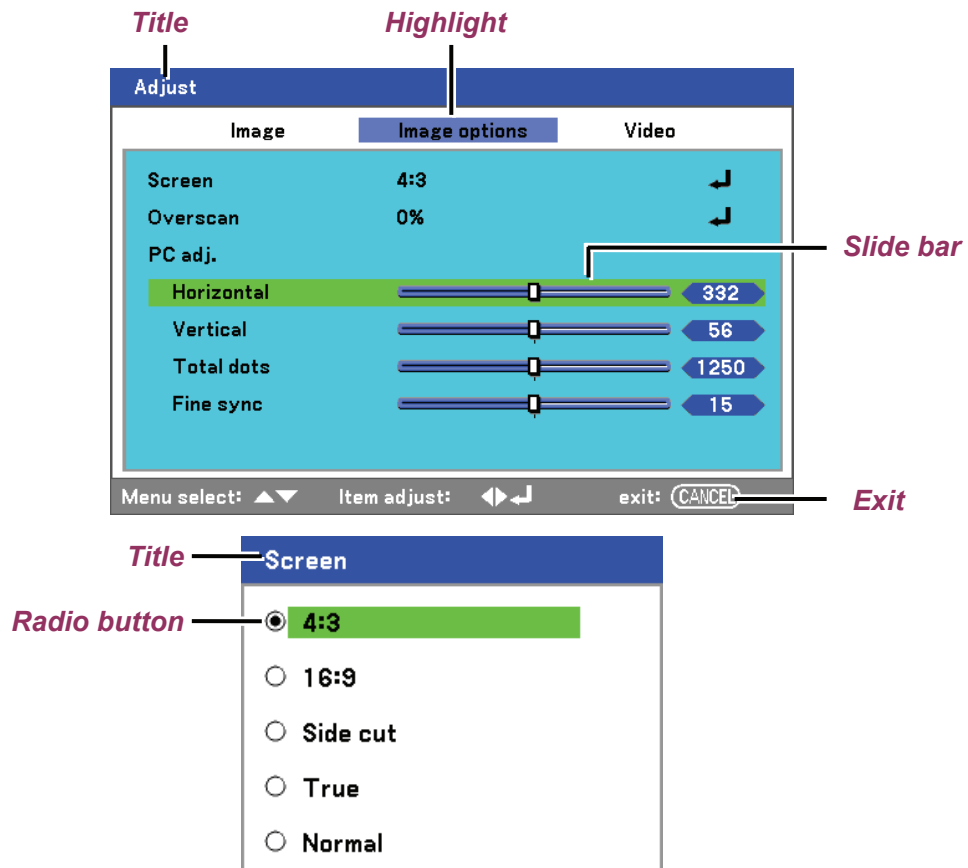 Title Highlight
Adjust
Image Image options Video
Screen 4:3
Overscan 0%
PC adj.
Slide bar
Horizontal 332
Vertical 56
Total dots 1250
Fine sync 15
Menu select: Item adjust: exit: CANCEL
Exit
Title
Screen
Radio button
4:3
16:9
Side cut
True
Normal